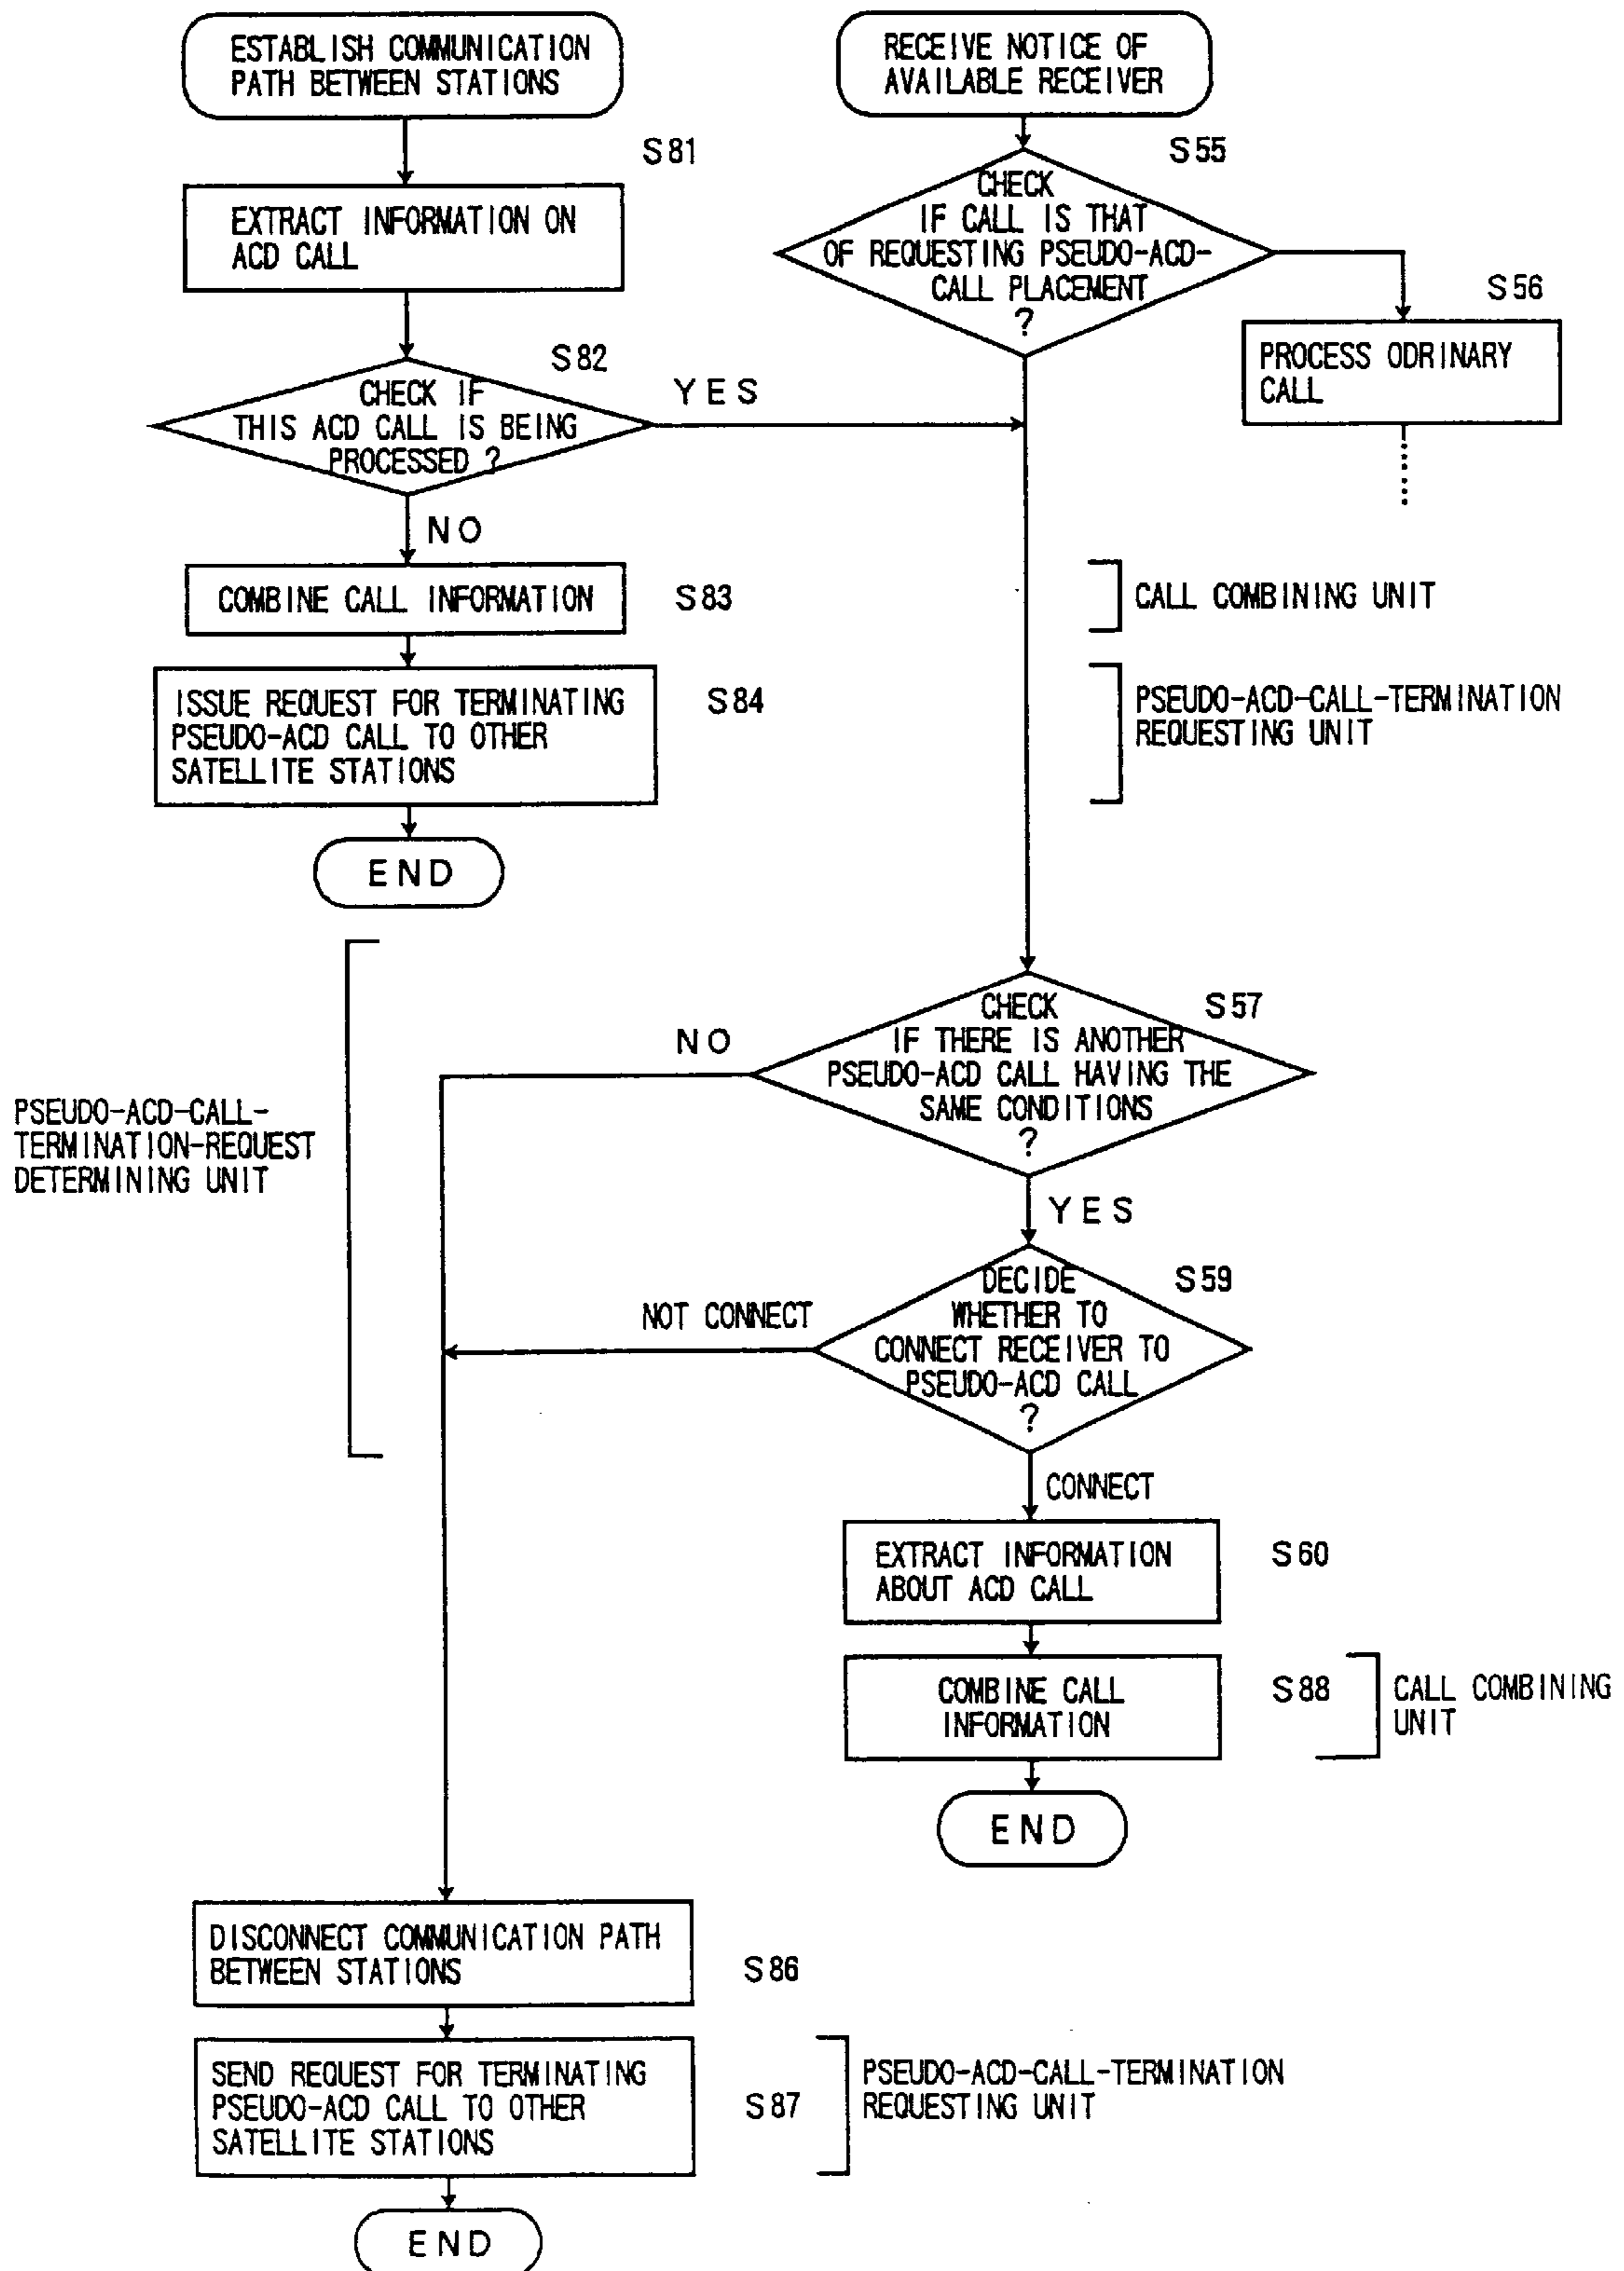 ESTABLISH COMMUNICATION
PATH BETWEEN STATIONS
RECEIVE NOTICE OF
AVAILABLE RECEIVER
S81
EXTRACT INFORMATION ON
ACD CALL
S55
CHECK
IF CALL IS THAT
OF REQUESTING PSEUDO-ACD-
CALL PLACEMENT
?
S56
PROCESS ODRINARY
CALL
S82
CHECK IF
THIS ACD CALL IS BEING
PROCESSED ?
YES
NO
COMBINE CALL INFORMATION
S83
CALL COMBINING UNIT
ISSUE REQUEST FOR TERMINATING
PSEUDO-ACD CALL TO OTHER
SATELLITE STATIONS
S84
PSEUDO-ACD-CALL-TERMINATION
REQUESTING UNIT
END
S57
CHECK
IF THERE IS ANOTHER
PSEUDO-ACD CALL HAVING THE
SAME CONDITIONS
?
NO
PSEUDO-ACD-CALL-
TERMINATION-REQUEST
DETERMINING UNIT
YES
S59
DECIDE
WHETHER TO
CONNECT RECEIVER TO
PSEUDO-ACD CALL
?
NOT CONNECT
CONNECT
EXTRACT INFORMATION
ABOUT ACD CALL
S60
COMBINE CALL
INFORMATION
S88
CALL COMBINING
UNIT
END
DISCONNECT COMMUNICATION PATH
BETWEEN STATIONS
S86
SEND REQUEST FOR TERMINATING
PSEUDO-ACD CALL TO OTHER
SATELLITE STATIONS
S87
PSEUDO-ACD-CALL-TERMINATION
REQUESTING UNIT
END